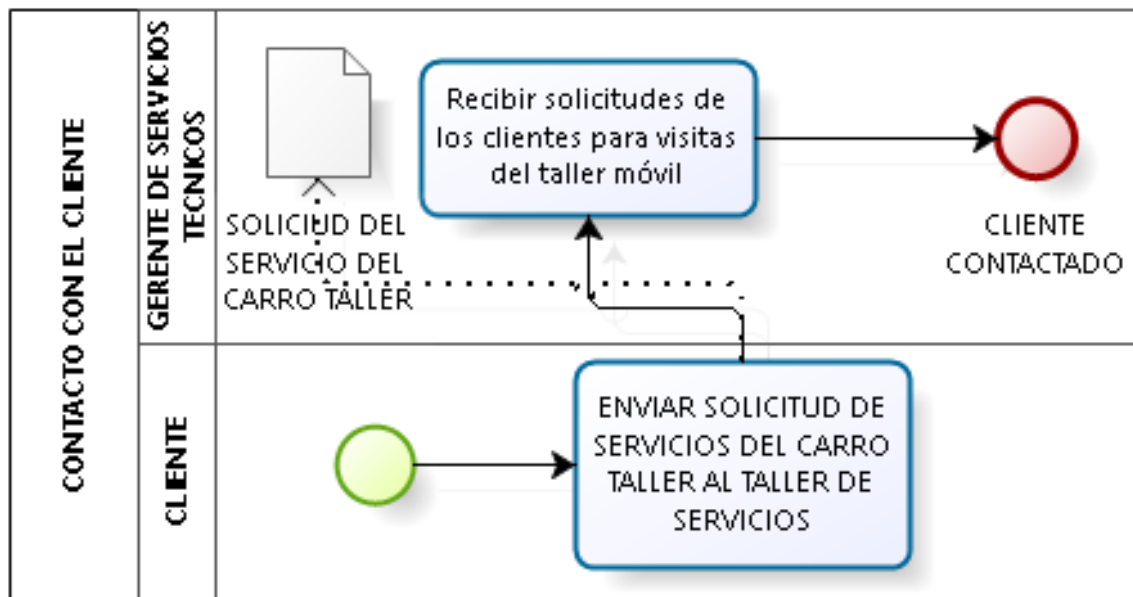 CONTACTO CON EL CLIENTE
GERENTE DE SERVICIOS
TECNICOS
SOLICITUD DEL
SERVICIO DEL
CARRO TALLER
Recibir solicitudes de
los clientes para visitas
del taller móvil
CLIENTE
CONTACTADO
CLIENTE
ENVIAR SOLICITUD DE
SERVICIOS DEL CARRO
TALLER AL TALLER DE
SERVICIOS